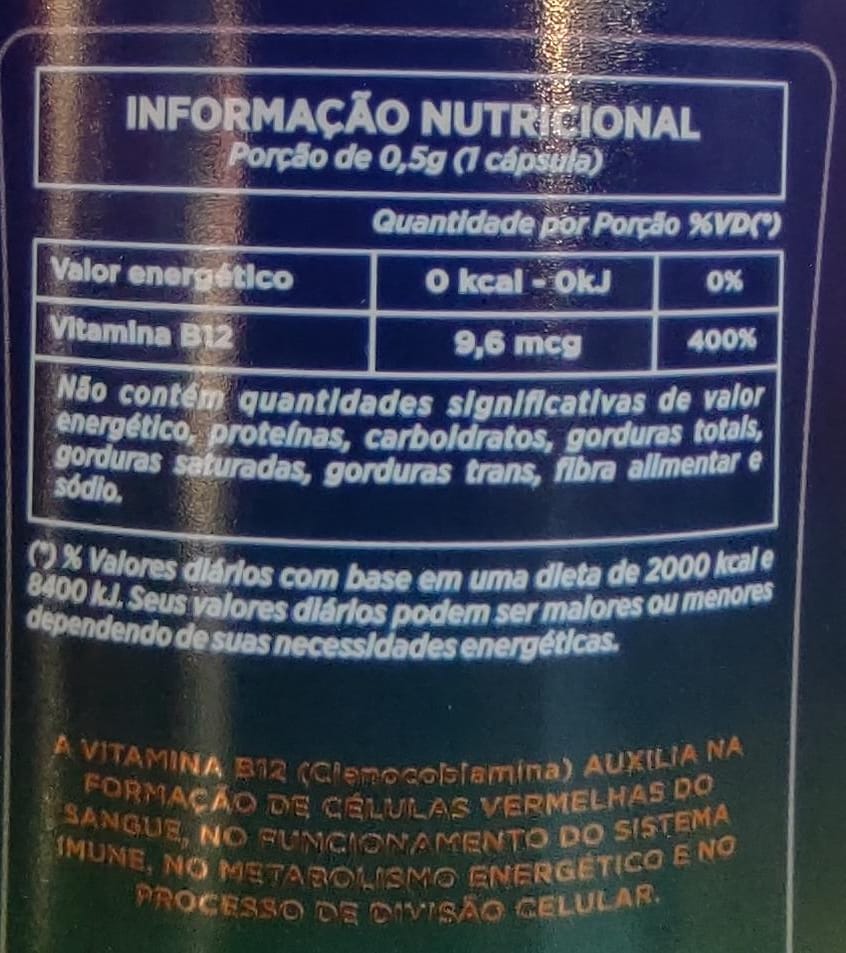 INFORMAÇÃO NUTRICIONAL
Porção de 0,5g (1 cápsula)
Quantidade por Porção %VD(*)
Valor energético 0 kcal - 0kJ 0%
Vitamina B12 9,6 mcg 400%
Não contém quantidades significativas de valor
energético, proteínas, carboidratos, gorduras totais,
gorduras saturadas, gorduras trans, fibra alimentar e
sódio.
(*) % Valores diários com base em uma dieta de 2000 kcal e
8400 kJ. Seus valores diários podem ser maiores ou menores
dependendo de suas necessidades energéticas.
A VITAMINA B12 (Cianocoblamina) AUXILIA NA
FORMAÇÃO DE CÉLULAS VERMELHAS DO
SANGUE, NO FUNCIONAMENTO DO SISTEMA
IMUNE, NO METABOLISMO ENERGÉTICO E NO
PROCESSO DE DIVISÃO CELULAR.